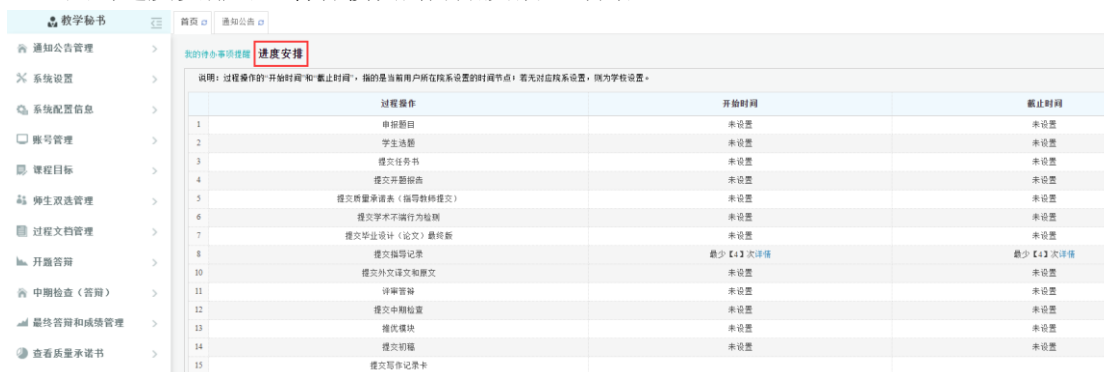 教学秘书
首页 通知公告
通知公告管理
系统设置
系统配置信息
账号管理
课程目标
师生双选管理
过程文档管理
开题答辩
中期检查（答辩）
最终答辩和成绩管理
查看质量承诺书
我的待办事项提醒 进度安排
说明：过程操作的“开始时间”和“截止时间”，指的是当前用户所在院系设置的时间节点；若无对应院系设置，则为学校设置。
过程操作 开始时间 截止时间
1 申报题目 未设置 未设置
2 学生选题 未设置 未设置
3 提交任务书 未设置 未设置
4 提交开题报告 未设置 未设置
5 提交质量承诺表（指导教师提交） 未设置 未设置
6 提交学术不端行为检测 未设置 未设置
7 提交毕业设计（论文）最终版 未设置 未设置
8 提交指导记录 最少【4】次详情 最少【4】次详情
10 提交外文译文和原文 未设置 未设置
11 评审答辩 未设置 未设置
12 提交中期检查 未设置 未设置
13 推优模块 未设置 未设置
14 提交初稿 未设置 未设置
15 提交写作记录卡